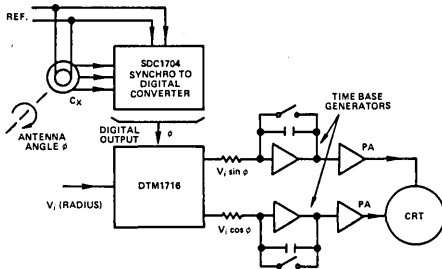 REF.
SDC1704
SYNCHRO TO
DIGITAL
CONVERTER
CX
ANTENNA
ANGLE φ
DIGITAL
OUTPUT
φ
TIME BASE
GENERATORS
DTM1716
Vi (RADIUS)
Vi sin φ
PA
Vi cos φ
PA
CRT